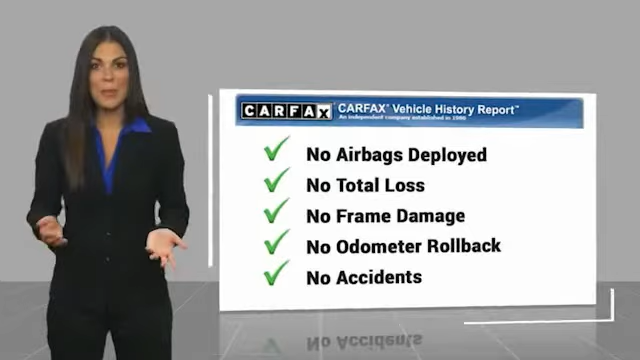 CARFAX CARFAX® Vehicle History Report™
An independent company established in 1986
No Airbags Deployed
No Total Loss
No Frame Damage
No Odometer Rollback
No Accidents